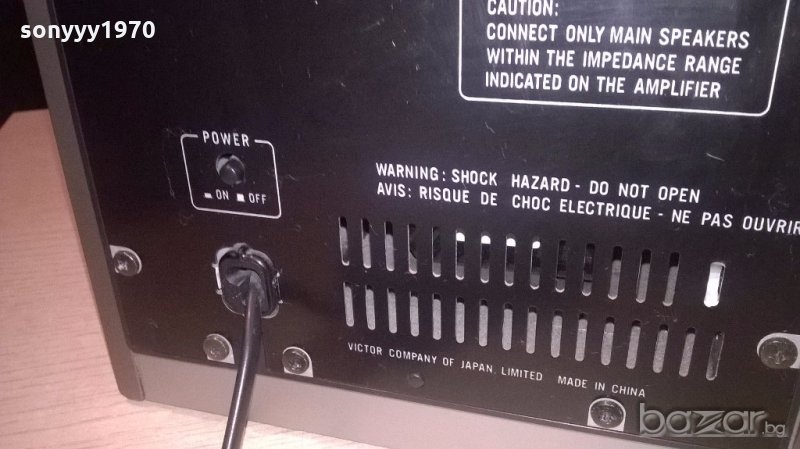 sonyyy1970
CAUTION:
CONNECT ONLY MAIN SPEAKERS
WITHIN THE IMPEDANCE RANGE
INDICATED ON THE AMPLIFIER
POWER
ON OFF
WARNING: SHOCK HAZARD - DO NOT OPEN
AVIS: RISQUE DE CHOC ELECTRIQUE - NE PAS OUVRIR
VICTOR COMPANY OF JAPAN, LIMITED MADE IN CHINA
bazar.bg